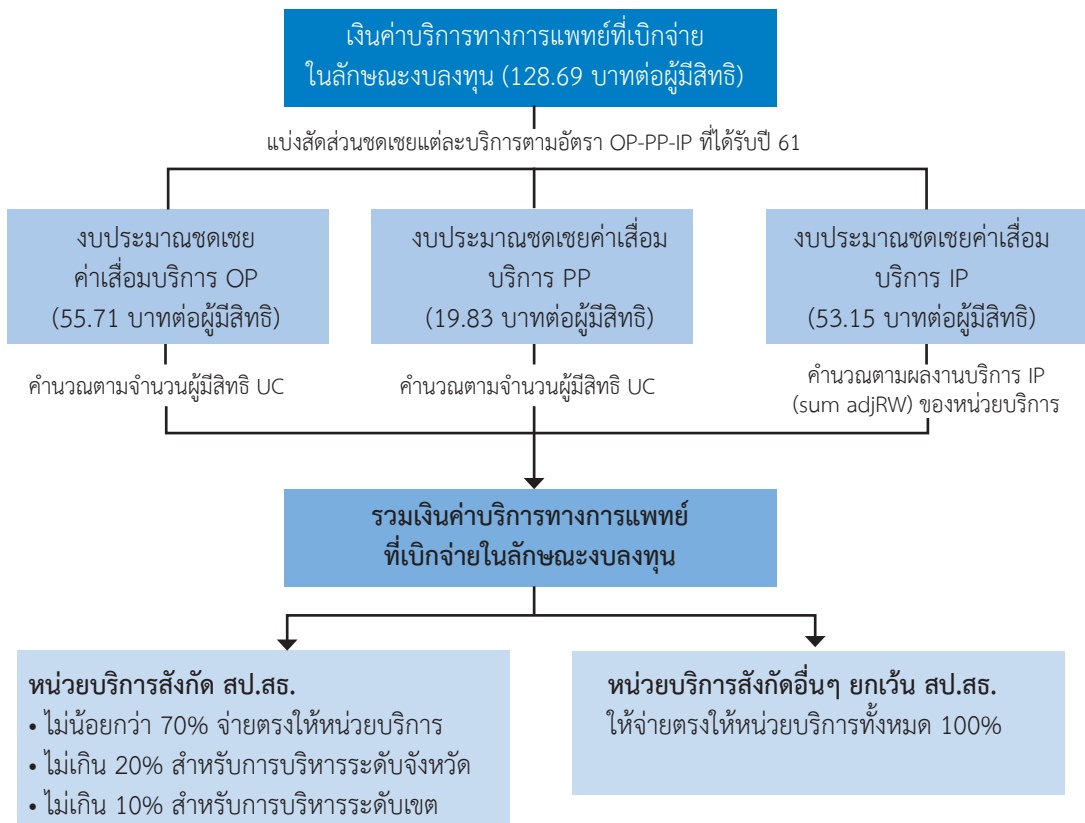 เงินค่าบริการทางการแพทย์ที่เบิกจ่าย
ในลักษณะงบลงทุน (128.69 บาทต่อผู้มีสิทธิ)
แบ่งสัดส่วนชดเชยแต่ละบริการตามอัตรา OP-PP-IP ที่ได้รับปี 61
งบประมาณชดเชย
ค่าเสื่อมบริการ OP
(55.71 บาทต่อผู้มีสิทธิ)
งบประมาณชดเชยค่าเสื่อม
บริการ PP
(19.83 บาทต่อผู้มีสิทธิ)
งบประมาณชดเชยค่าเสื่อม
บริการ IP
(53.15 บาทต่อผู้มีสิทธิ)
คำนวณตามจำนวนผู้มีสิทธิ UC
คำนวณตามจำนวนผู้มีสิทธิ UC
คำนวณตามผลงานบริการ IP
(sum adjRW) ของหน่วยบริการ
รวมเงินค่าบริการทางการแพทย์
ที่เบิกจ่ายในลักษณะงบลงทุน
หน่วยบริการสังกัด สป.สธ.
• ไม่น้อยกว่า 70% จ่ายตรงให้หน่วยบริการ
• ไม่เกิน 20% สำหรับการบริหารระดับจังหวัด
• ไม่เกิน 10% สำหรับการบริหารระดับเขต
หน่วยบริการสังกัดอื่นๆ ยกเว้น สป.สธ.
ให้จ่ายตรงให้หน่วยบริการทั้งหมด 100%